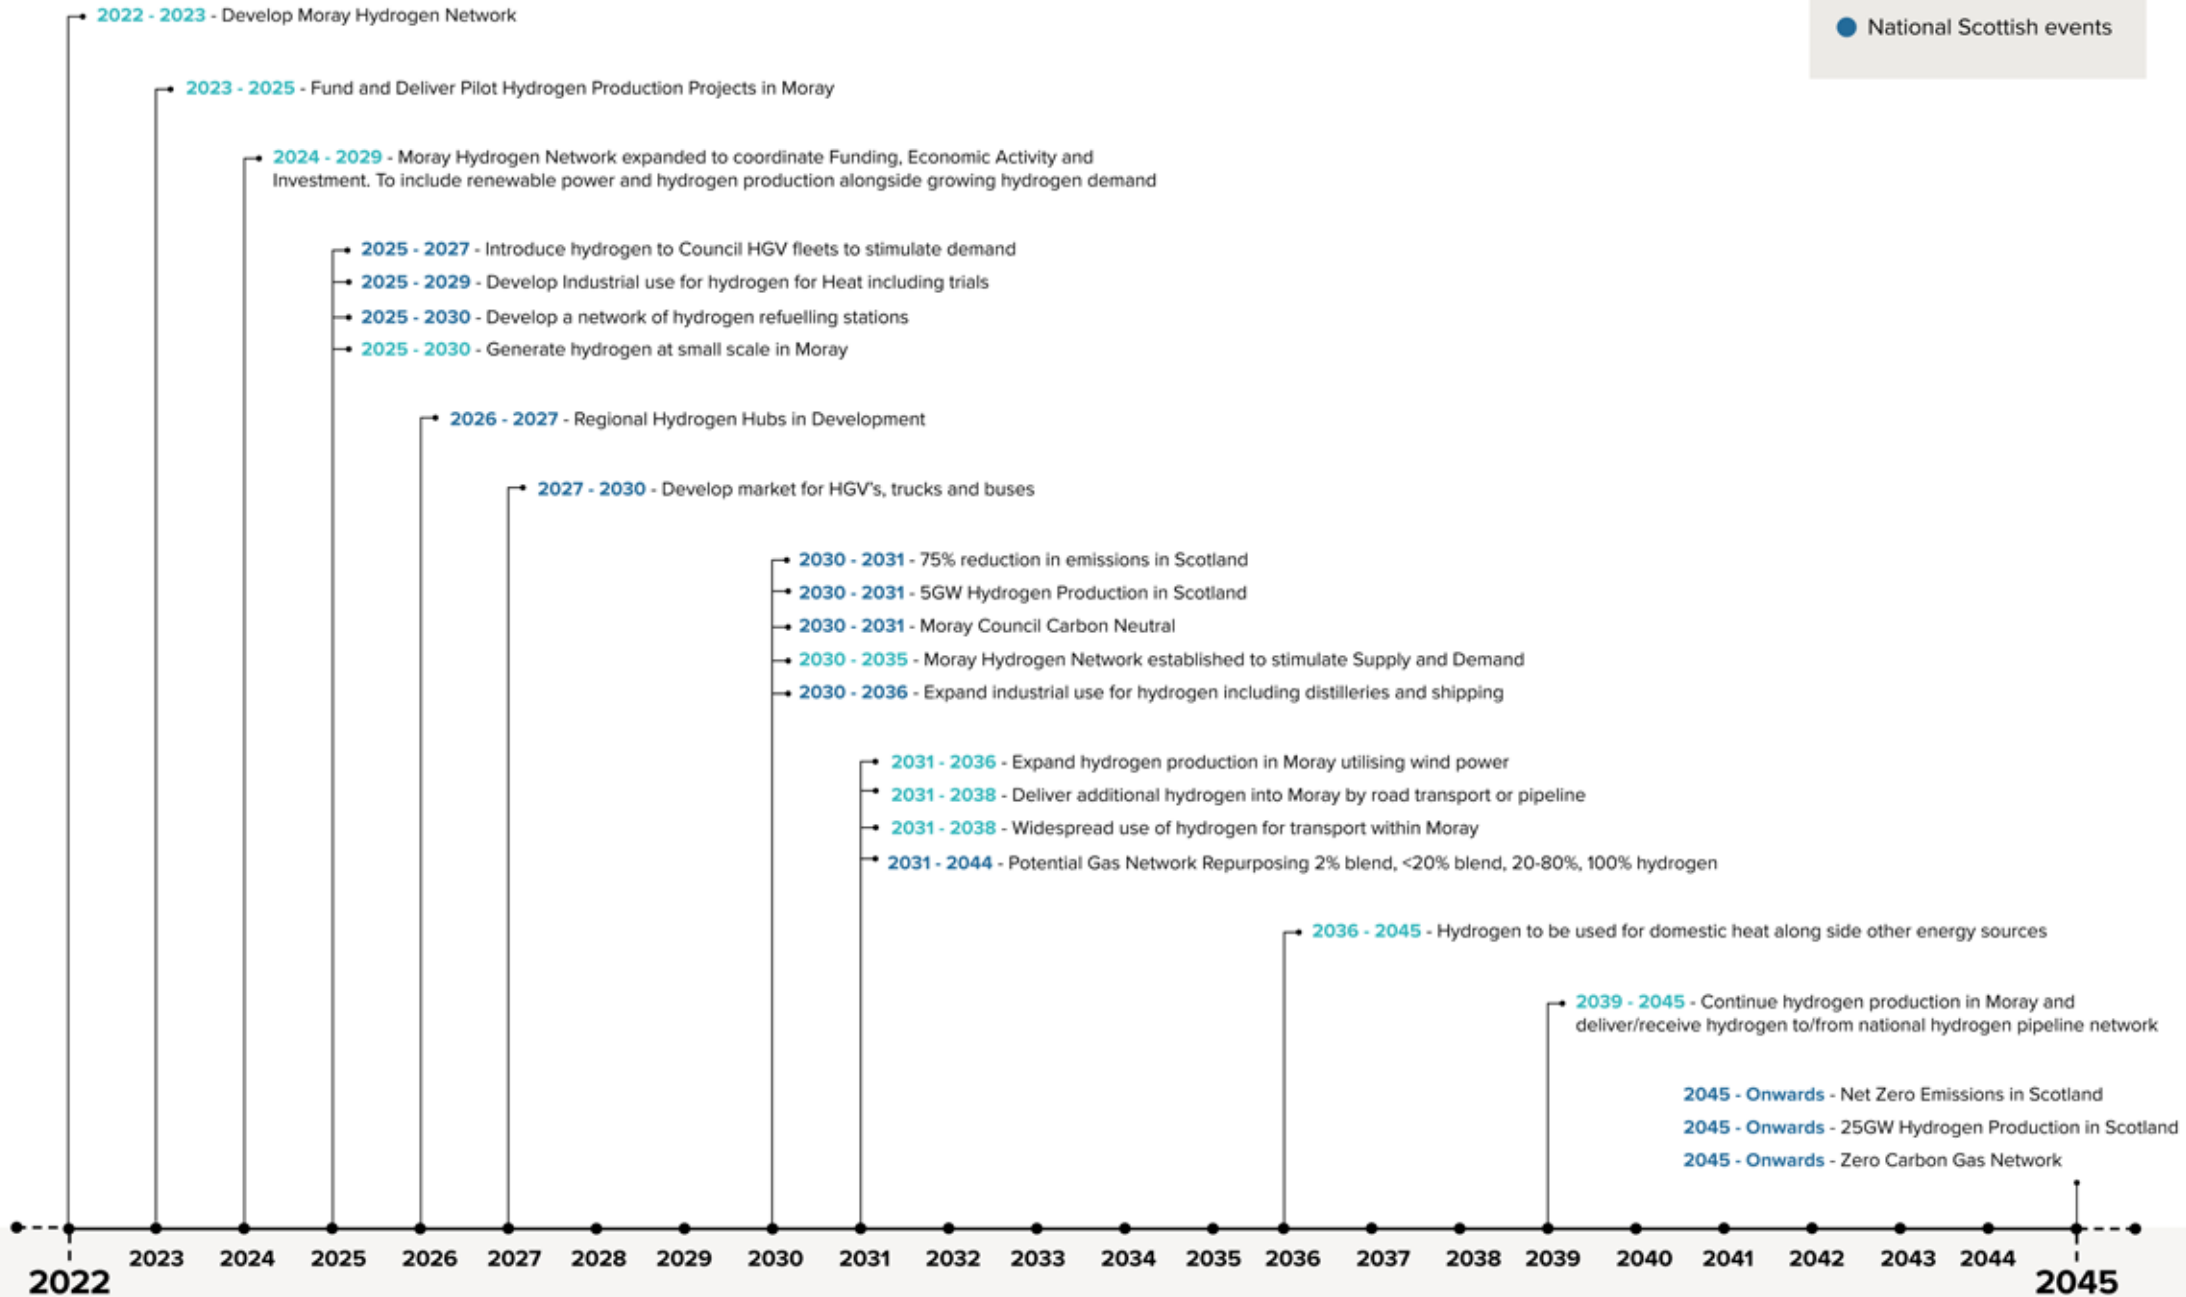 2022 - 2023 - Develop Moray Hydrogen Network
National Scottish events
2023 - 2025 - Fund and Deliver Pilot Hydrogen Production Projects in Moray
2024 - 2029 - Moray Hydrogen Network expanded to coordinate Funding, Economic Activity and
Investment. To include renewable power and hydrogen production alongside growing hydrogen demand
2025 - 2027 - Introduce hydrogen to Council HGV fleets to stimulate demand
2025 - 2029 - Develop Industrial use for hydrogen for Heat including trials
2025 - 2030 - Develop a network of hydrogen refuelling stations
2025 - 2030 - Generate hydrogen at small scale in Moray
2026 - 2027 - Regional Hydrogen Hubs in Development
2027 - 2030 - Develop market for HGV's, trucks and buses
2030 - 2031 - 75% reduction in emissions in Scotland
2030 - 2031 - 5GW Hydrogen Production in Scotland
2030 - 2031 - Moray Council Carbon Neutral
2030 - 2035 - Moray Hydrogen Network established to stimulate Supply and Demand
2030 - 2036 - Expand industrial use for hydrogen including distilleries and shipping
2031 - 2036 - Expand hydrogen production in Moray utilising wind power
2031 - 2038 - Deliver additional hydrogen into Moray by road transport or pipeline
2031 - 2038 - Widespread use of hydrogen for transport within Moray
2031 - 2044 - Potential Gas Network Repurposing 2% blend, <20% blend, 20-80%, 100% hydrogen
2036 - 2045 - Hydrogen to be used for domestic heat along side other energy sources
2039 - 2045 - Continue hydrogen production in Moray and
deliver/receive hydrogen to/from national hydrogen pipeline network
2045 - Onwards - Net Zero Emissions in Scotland
2045 - Onwards - 25GW Hydrogen Production in Scotland
2045 - Onwards - Zero Carbon Gas Network
2022 2023 2024 2025 2026 2027 2028 2029 2030 2031 2032 2033 2034 2035 2036 2037 2038 2039 2040 2041 2042 2043 2044 2045